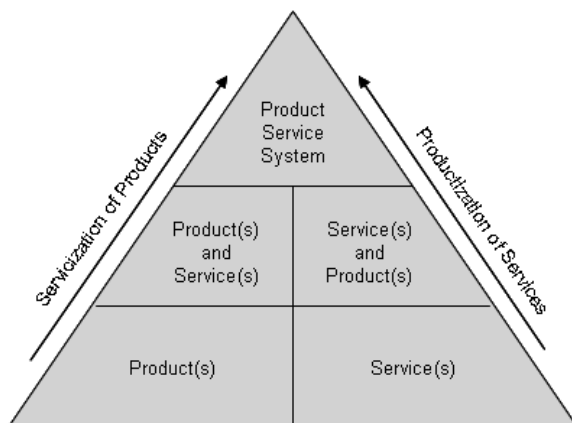 Product
Service
System
Servicization of Products
Productization of Services
Product(s)
and
Service(s)
Service(s)
and
Product(s)
Product(s)
Service(s)